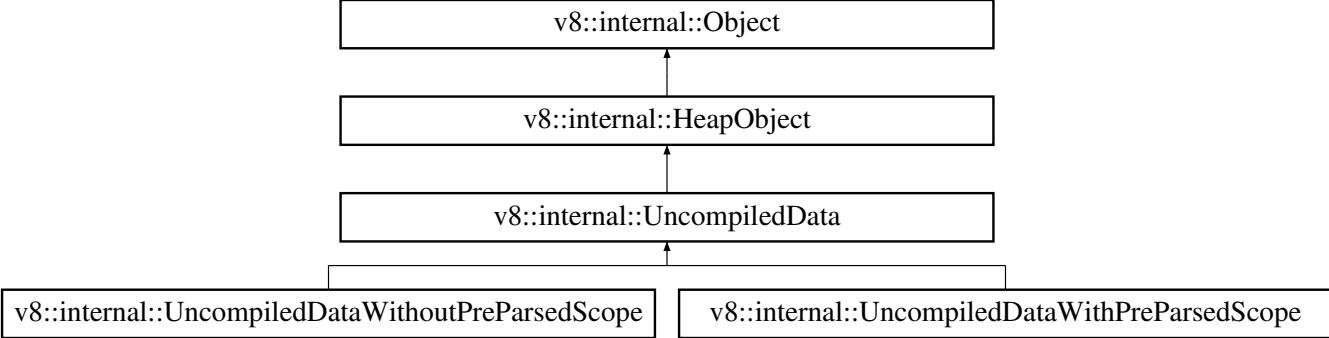 v8::internal::Object
v8::internal::HeapObject
v8::internal::UncompiledData
v8::internal::UncompiledDataWithoutPreParsedScope
v8::internal::UncompiledDataWithPreParsedScope